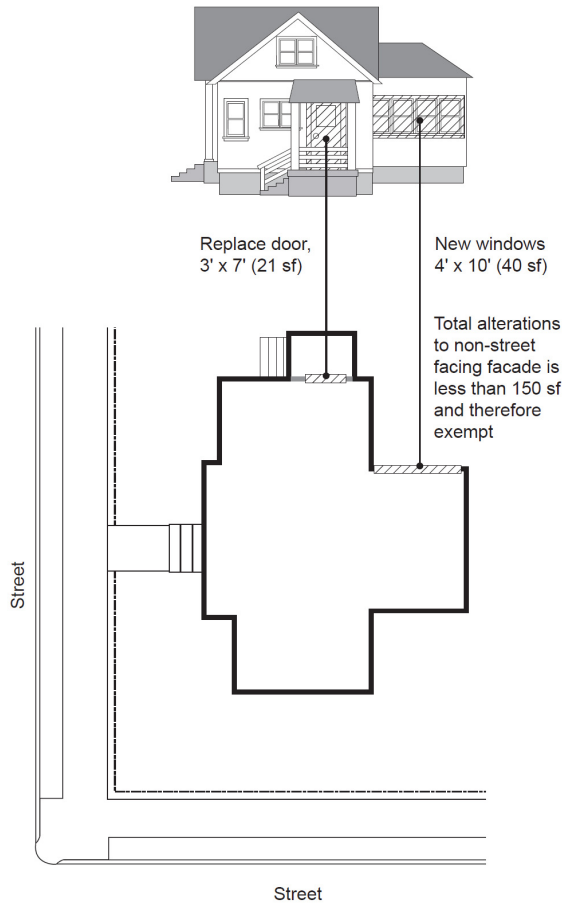 Replace door,
3' x 7' (21 sf)
New windows
4' x 10' (40 sf)
Total alterations
to non-street
facing facade is
less than 150 sf
and therefore
exempt
Street
Street